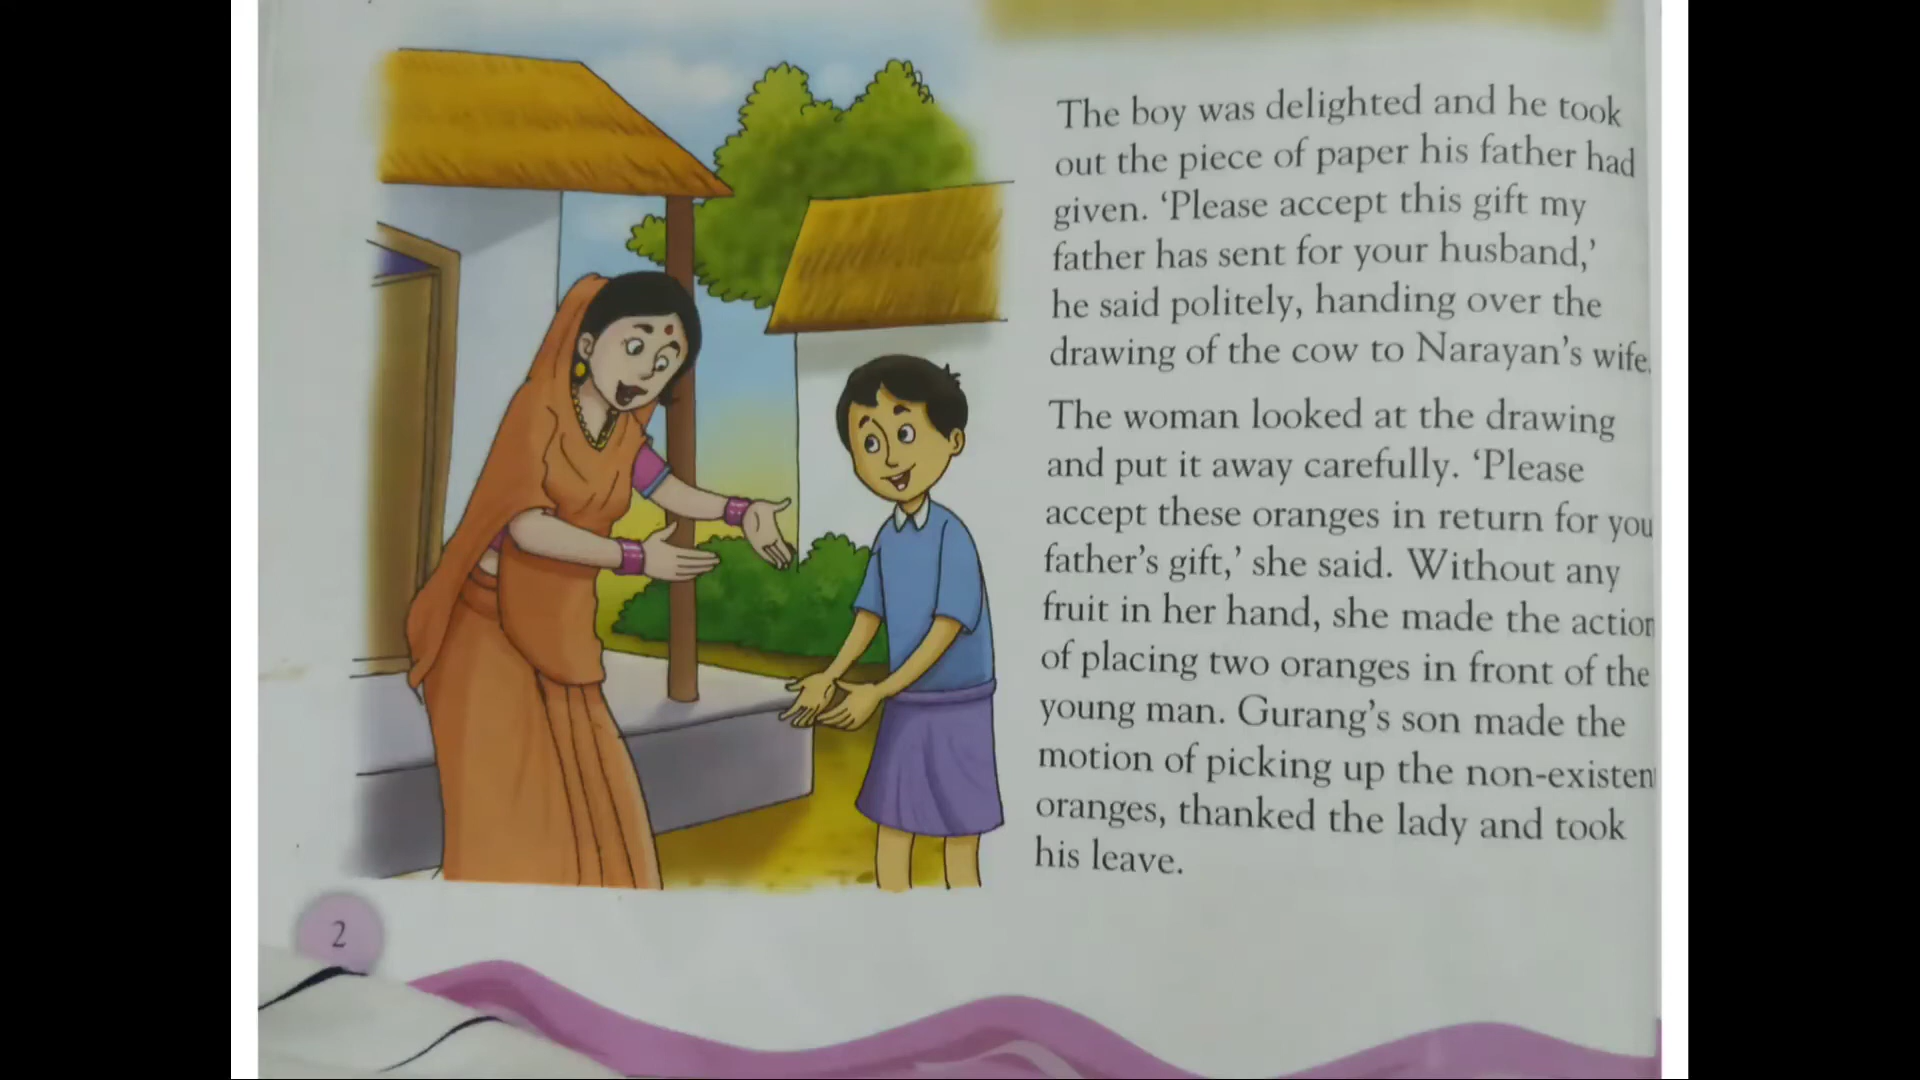 The boy was delighted and he took
out the piece of paper his father had
given. ‘Please accept this gift my
father has sent for your husband,’
he said politely, handing over the
drawing of the cow to Narayan’s wife.
The woman looked at the drawing
and put it away carefully. ‘Please
accept these oranges in return for you
father’s gift,’ she said. Without any
fruit in her hand, she made the action
of placing two oranges in front of the
young man. Gurang’s son made the
motion of picking up the non-existen
oranges, thanked the lady and took
his leave.
2